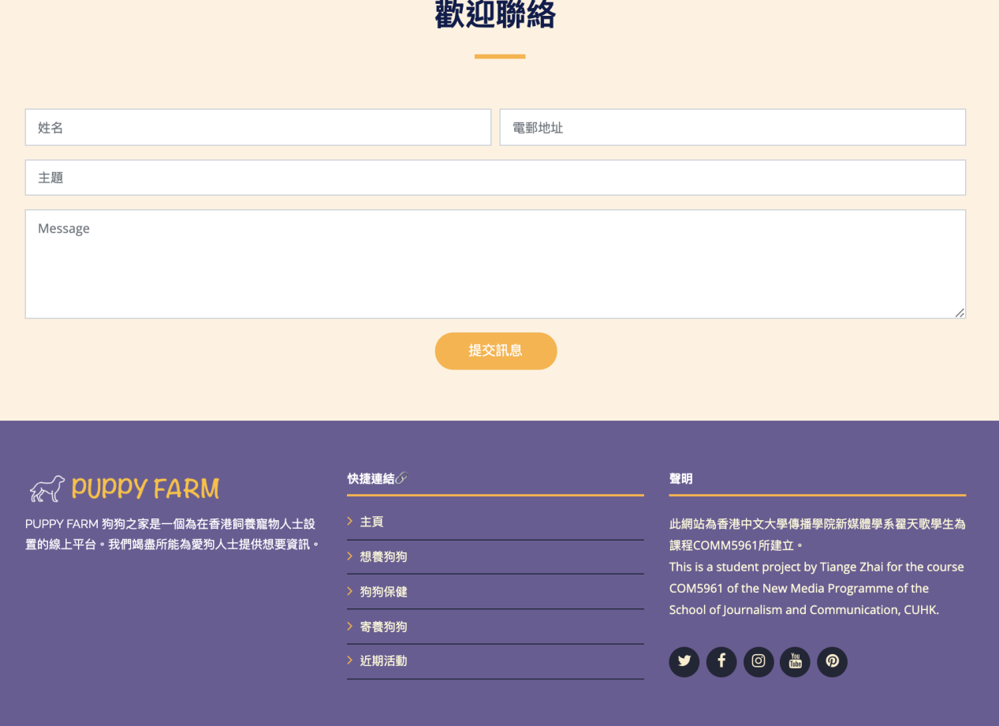 歡迎聯絡
姓名
電郵地址
主題
Message
提交訊息
PUPPY FARM
PUPPY FARM 狗狗之家是一個為在香港飼養寵物人士設
置的線上平台。我們竭盡所能為愛狗人士提供想要資訊。
快捷連結
主頁
想養狗狗
狗狗保健
寄養狗狗
近期活動
聲明
此網站為香港中文大學傳播學院新媒體學系翟天歌學生為
課程COMM5961所建立。
This is a student project by Tiange Zhai for the course
COM5961 of the New Media Programme of the
School of Journalism and Communication, CUHK.
You
Tube